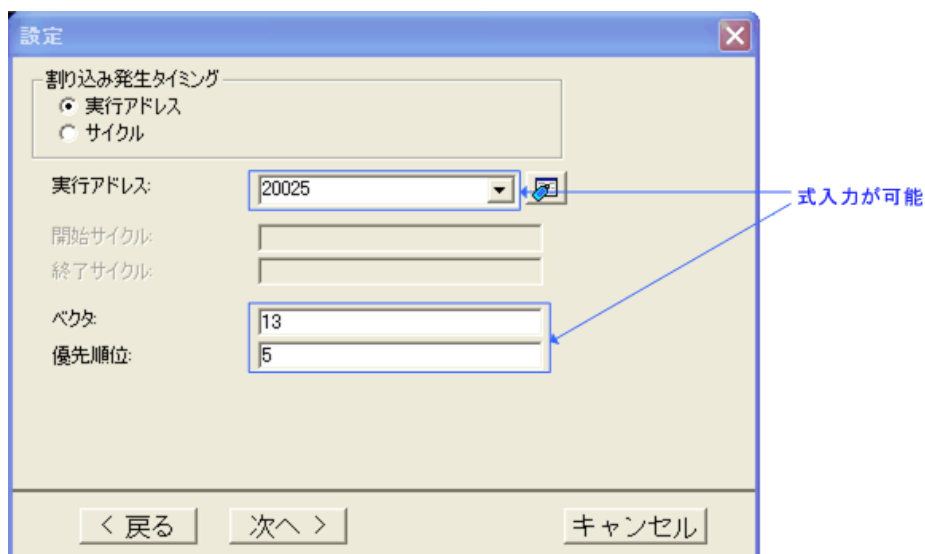 設定
割り込み発生タイミング
実行アドレス
サイクル
実行アドレス:
20025
式入力が可能
開始サイクル:
終了サイクル:
ベクタ:
13
優先順位:
5
< 戻る
次へ >
キャンセル